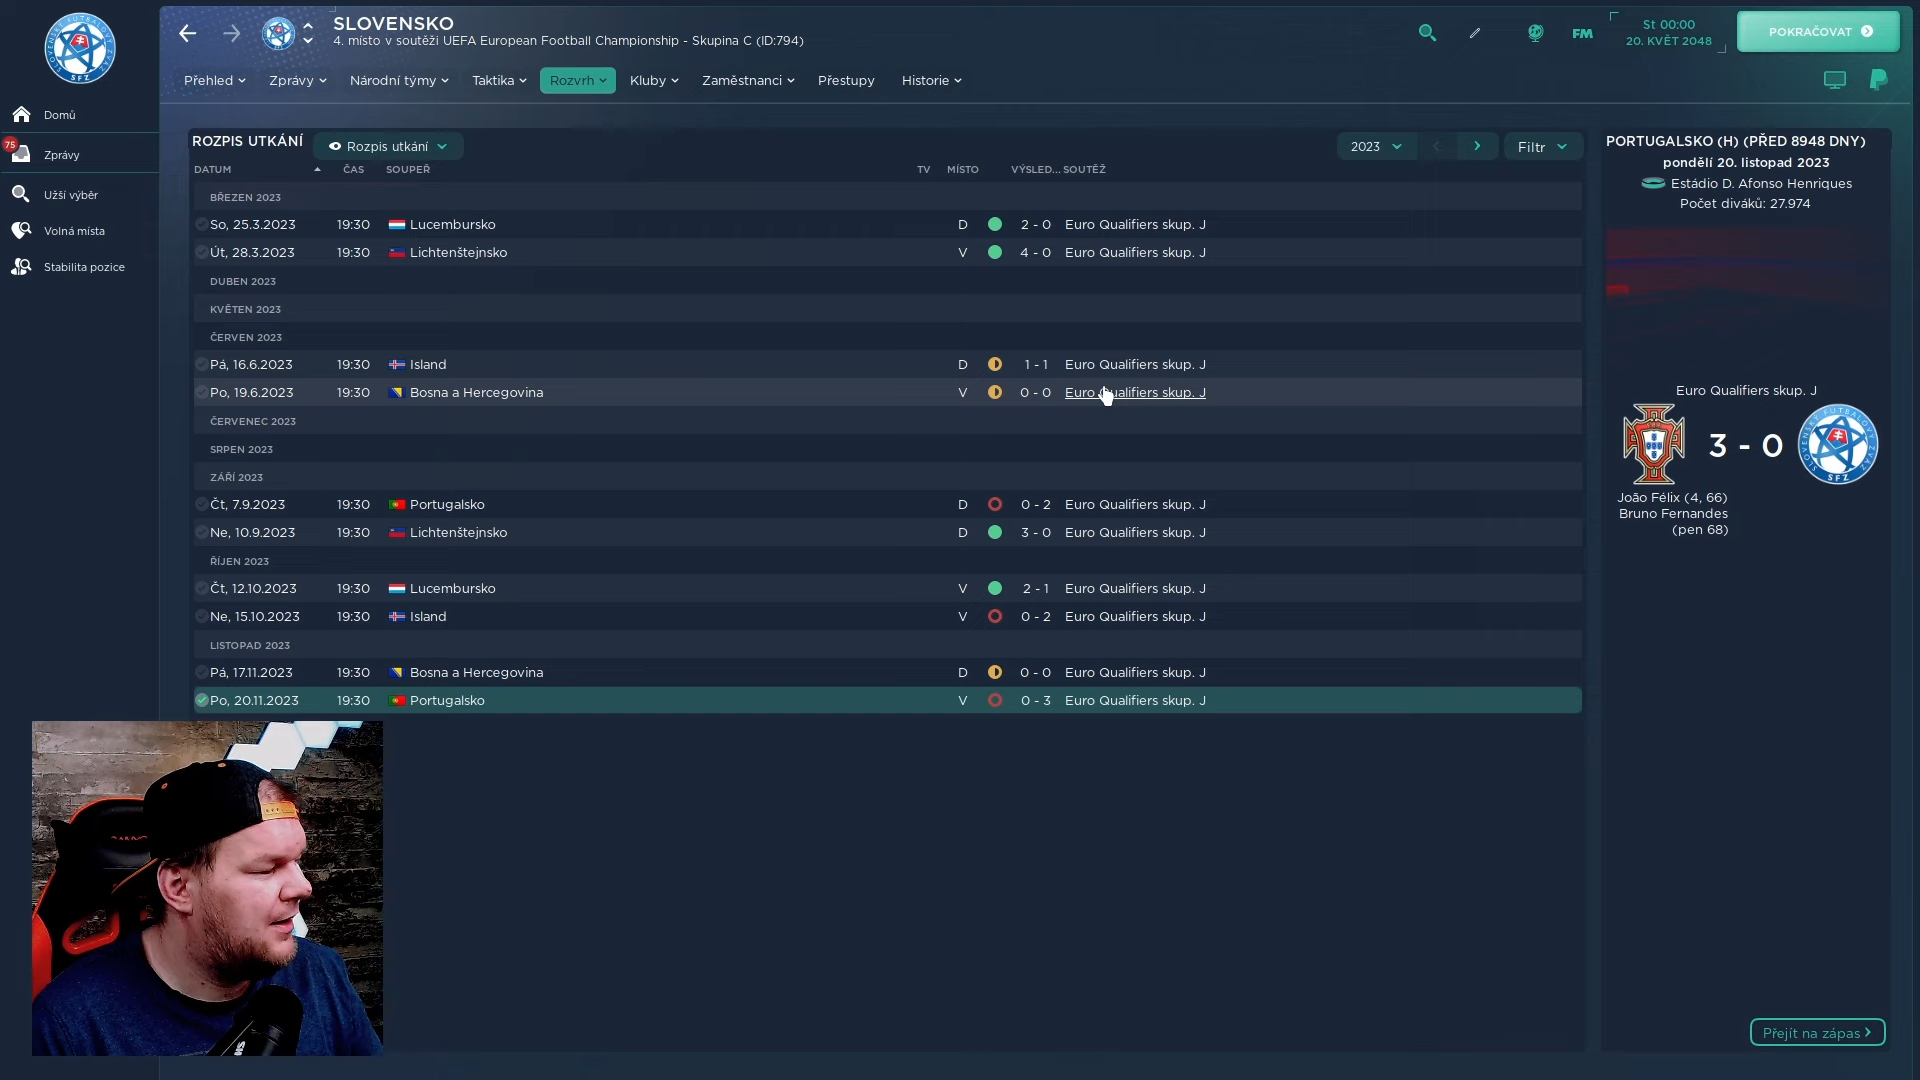 SLOVENSKO
4. místo v soutěži UEFA European Football Championship - Skupina C (ID:794)
FM
St 00:00
20. KVĚT 2048
POKRAČOVAT
Přehled
Zprávy
Národní týmy
Taktika
Rozvrh
Kluby
Zaměstnanci
Přestupy
Historie
Domů
75
Zprávy
Užší výběr
Volná místa
Stabilita pozice
ROZPIS UTKÁNÍ
Rozpis utkání
2023
Filtr
DATUM ČAS SOUPEŘ TV MÍSTO VÝSLED... SOUTĚŽ
BŘEZEN 2023
So, 25.3.2023 19:30 Lucembursko D 2 - 0 Euro Qualifiers skup. J
Út, 28.3.2023 19:30 Lichtenštejnsko V 4 - 0 Euro Qualifiers skup. J
DUBEN 2023
KVĚTEN 2023
ČERVEN 2023
Pá, 16.6.2023 19:30 Island D 1 - 1 Euro Qualifiers skup. J
Po, 19.6.2023 19:30 Bosna a Hercegovina V 0 - 0 Euro Qualifiers skup. J
ČERVENEC 2023
SRPEN 2023
ZÁŘÍ 2023
Čt, 7.9.2023 19:30 Portugalsko D 0 - 2 Euro Qualifiers skup. J
Ne, 10.9.2023 19:30 Lichtenštejnsko D 3 - 0 Euro Qualifiers skup. J
ŘÍJEN 2023
Čt, 12.10.2023 19:30 Lucembursko V 2 - 1 Euro Qualifiers skup. J
Ne, 15.10.2023 19:30 Island V 0 - 2 Euro Qualifiers skup. J
LISTOPAD 2023
Pá, 17.11.2023 19:30 Bosna a Hercegovina D 0 - 0 Euro Qualifiers skup. J
Po, 20.11.2023 19:30 Portugalsko V 0 - 3 Euro Qualifiers skup. J
PORTUGALSKO (H) (PŘED 8948 DNY)
pondělí 20. listopad 2023
Estádio D. Afonso Henriques
Počet diváků: 27.974
Euro Qualifiers skup. J
3 - 0
João Félix (4, 66)
Bruno Fernandes
(pen 68)
Přejít na zápas